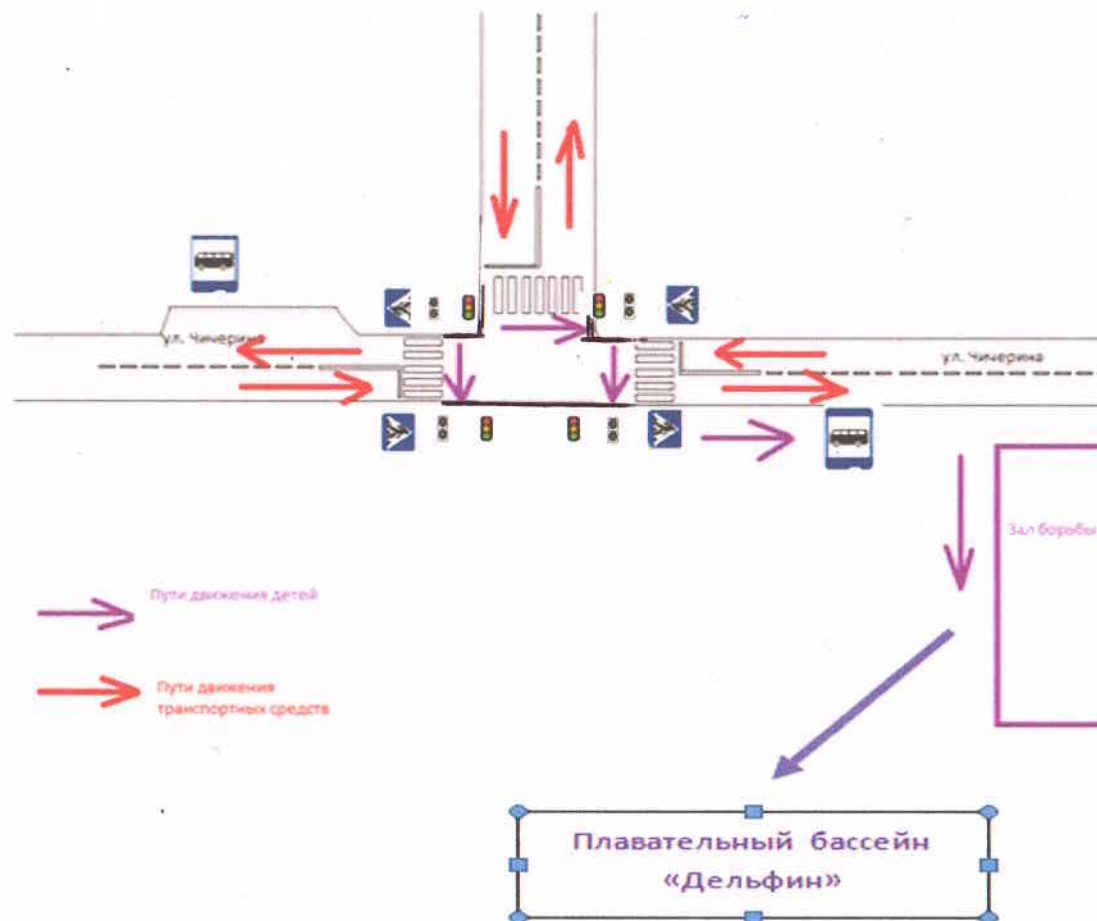 ул. Чичерина
ул. Чичерина
Зал борьбы
Пути движения детей
Пути движения
транспортных средств
Плавательный бассейн
«Дельфин»